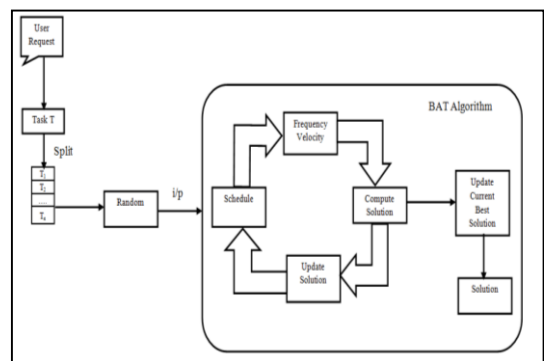 User
Request
Task T
Split
T1
T2
....
Tn
Random
i/p
BAT Algorithm
Frequency
Velocity
Schedule
Compute
Solution
Update
Solution
Update
Current
Best
Solution
Solution